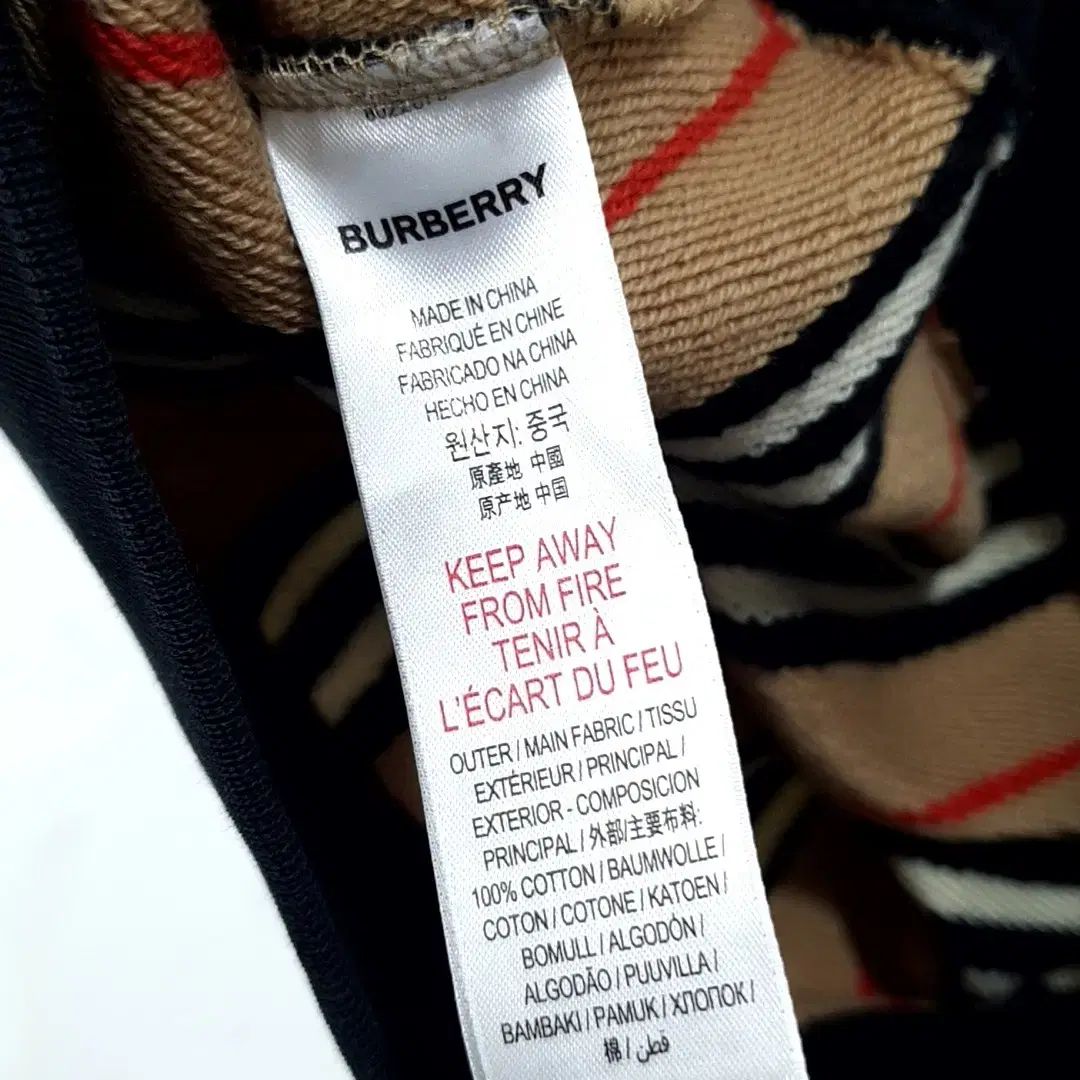 BURBERRY
MADE IN CHINA
FABRIQUÉ EN CHINE
FABRICADO NA CHINA
HECHO EN CHINA
원산지: 중국
原產地 中國
原产地 中国
KEEP AWAY
FROM FIRE
TENIR À
L'ÉCART DU FEU
OUTER / MAIN FABRIC / TISSU
EXTÉRIEUR / PRINCIPAL /
EXTERIOR - COMPOSICION
PRINCIPAL / 外部/主要布料:
100% COTTON / BAUMWOLLE /
COTON / COTONE / KATOEN /
BOMULL / ALGODÓN /
ALGODÃO / PUUVILLA /
BAMBAKI / PAMUK / ХЛОПОК /
棉 / قطن